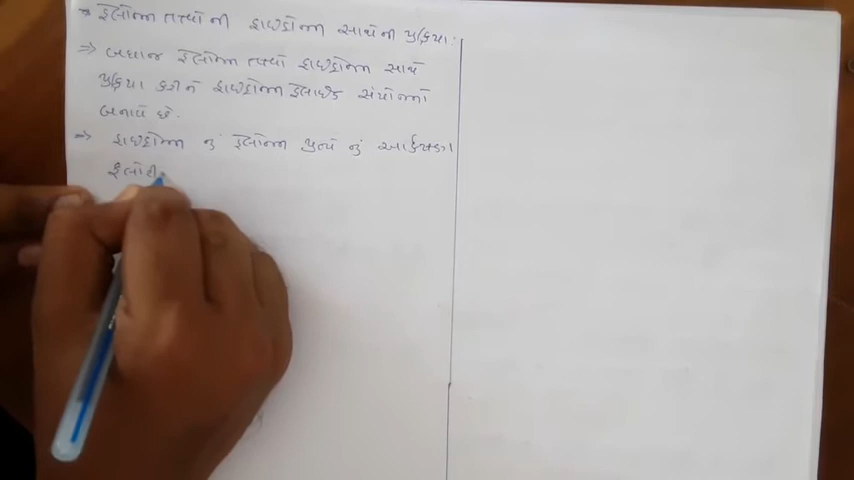 * હેલોજન તત્વોની હાઇડ્રોજન સાથેની પ્રક્રિયા :
⇒ બધાજ હેલોજન તત્વો હાઇડ્રોજન સાથે
પ્રક્રિયા કરીને હાઇડ્રોજન હેલાઇડ સંયોજનો
બનાવે છે.
⇒ હાઇડ્રોજન નું હેલોજન પ્રત્યે નું આકર્ષણ